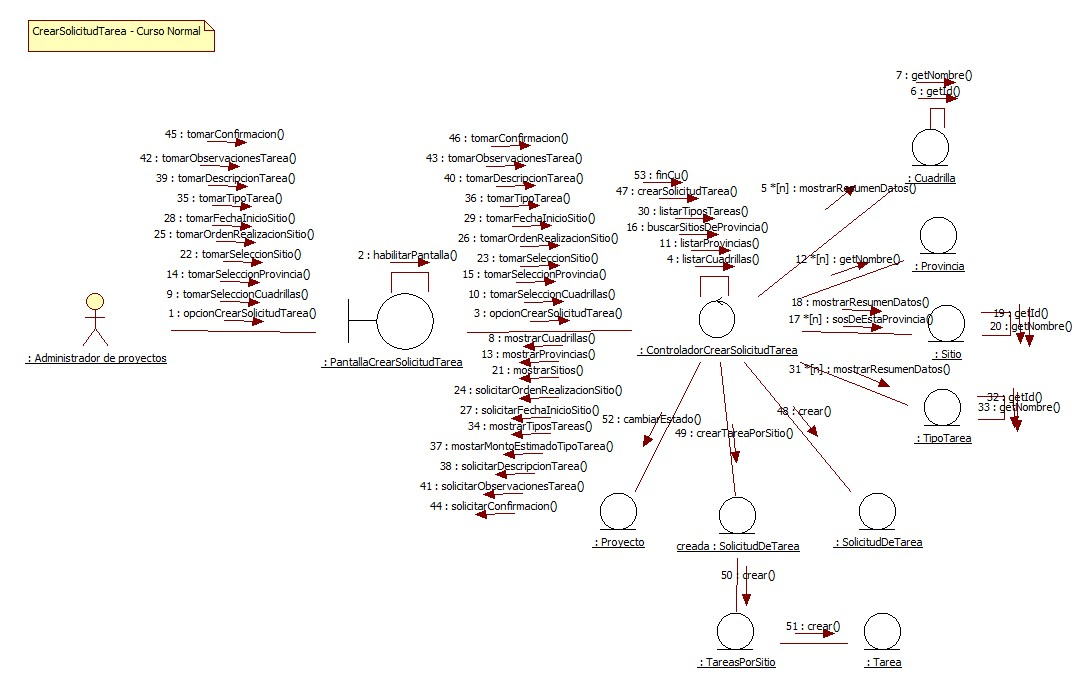 CrearSolicitudTarea - Curso Normal
45 : tomarConfirmacion()
42 : tomarObservacionesTarea()
39 : tomarDescripcionTarea()
35 : tomarTipoTarea()
28 : tomarFechaInicioSitio()
25 : tomarOrdenRealizacionSitio()
22 : tomarSeleccionSitio()
14 : tomarSeleccionProvincia()
9 : tomarSeleccionCuadrillas()
1 : opcionCrearSolicitudTarea()
: Administrador de proyectos
2 : habilitarPantalla()
: PantallaCrearSolicitudTarea
46 : tomarConfirmacion()
43 : tomarObservacionesTarea()
40 : tomarDescripcionTarea()
36 : tomarTipoTarea()
29 : tomarFechaInicioSitio()
26 : tomarOrdenRealizacionSitio()
23 : tomarSeleccionSitio()
15 : tomarSeleccionProvincia()
10 : tomarSeleccionCuadrillas()
3 : opcionCrearSolicitudTarea()
8 : mostrarCuadrillas()
13 : mostrarProvincias()
21 : mostrarSitios()
24 : solicitarOrdenRealizacionSitio()
27 : solicitarFechaInicioSitio()
34 : mostrarTiposTareas()
37 : mostarMontoEstimadoTipoTarea()
38 : solicitarDescripcionTarea()
41 : solicitarObservacionesTarea()
44 : solicitarConfirmacion()
53 : finCu()
47 : crearSolicitudTarea()
30 : listarTiposTareas()
16 : buscarSitiosDeProvincia()
11 : listarProvincias()
4 : listarCuadrillas()
: ControladorCrearSolicitudTarea
7 : getNombre()
6 : getId()
: Cuadrilla
5 *[n] : mostrarResumenDatos()
: Provincia
12 *[n] : getNombre()
18 : mostrarResumenDatos()
17 *[n] : sosDeEstaProvincia()
19 : getId()
20 : getNombre()
: Sitio
31 *[n] : mostrarResumenDatos()
32 : getId()
33 : getNombre()
: TipoTarea
52 : cambiarEstado()
49 : crearTareaPorSitio()
48 : crear()
: Proyecto
creada : SolicitudDeTarea
: SolicitudDeTarea
50 : crear()
51 : crear()
: TareasPorSitio
: Tarea